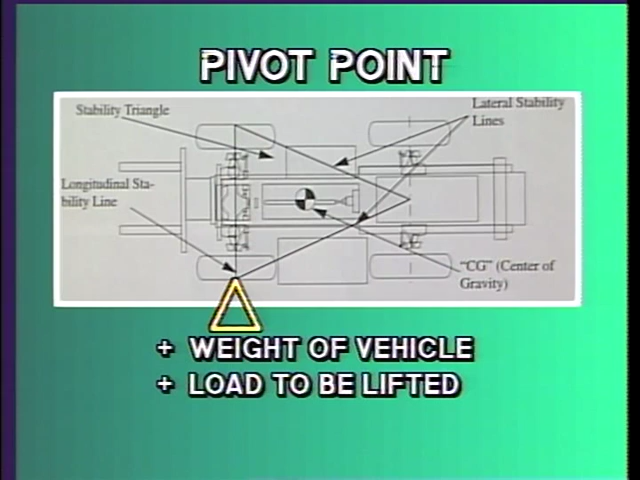 PIVOT POINT
Stability Triangle
Lateral Stability
Lines
Longitudinal Sta-
bility Line
"CG" (Center of
Gravity)
+ WEIGHT OF VEHICLE
+ LOAD TO BE LIFTED